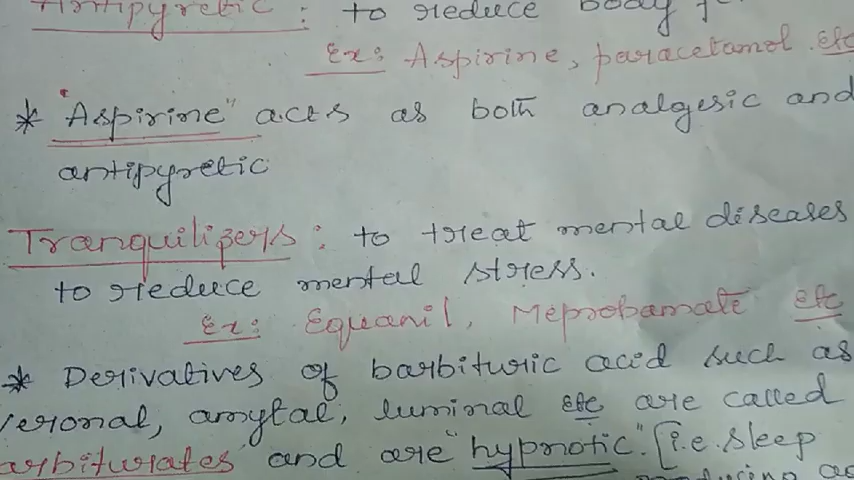 Antipyretic : to reduce body
Ex: Aspirine, paracetamol etc
* "Aspirine" acts as both analgesic and
antipyretic
Tranquilizers : to treat mental diseases
to reduce mental stress.
Ex: Equanil, Meprobamate etc
* Derivatives of barbituric acid such as
veronal, amytal, luminal etc are called
barbiturates and are "hypnotic". [i.e. sleep
producing